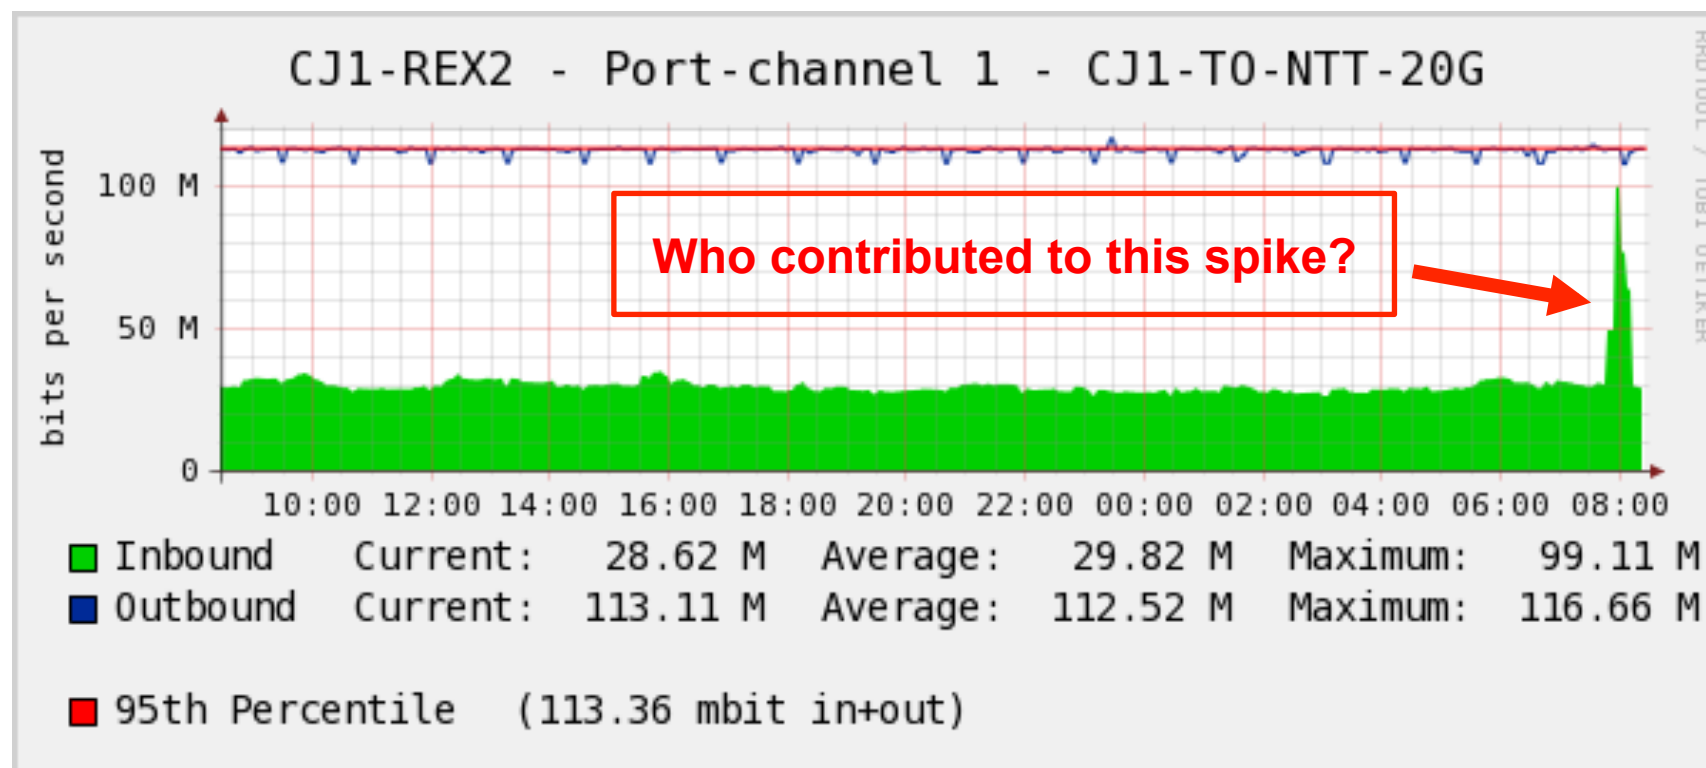 CJ1-REX2 - Port-channel 1 - CJ1-TO-NTT-20G
RRDTOOL / TOBI OETIKER
bits per second
100 M
50 M
0
Who contributed to this spike?
10:00 12:00 14:00 16:00 18:00 20:00 22:00 00:00 02:00 04:00 06:00 08:00
Inbound Current: 28.62 M Average: 29.82 M Maximum: 99.11 M
Outbound Current: 113.11 M Average: 112.52 M Maximum: 116.66 M
95th Percentile (113.36 mbit in+out)